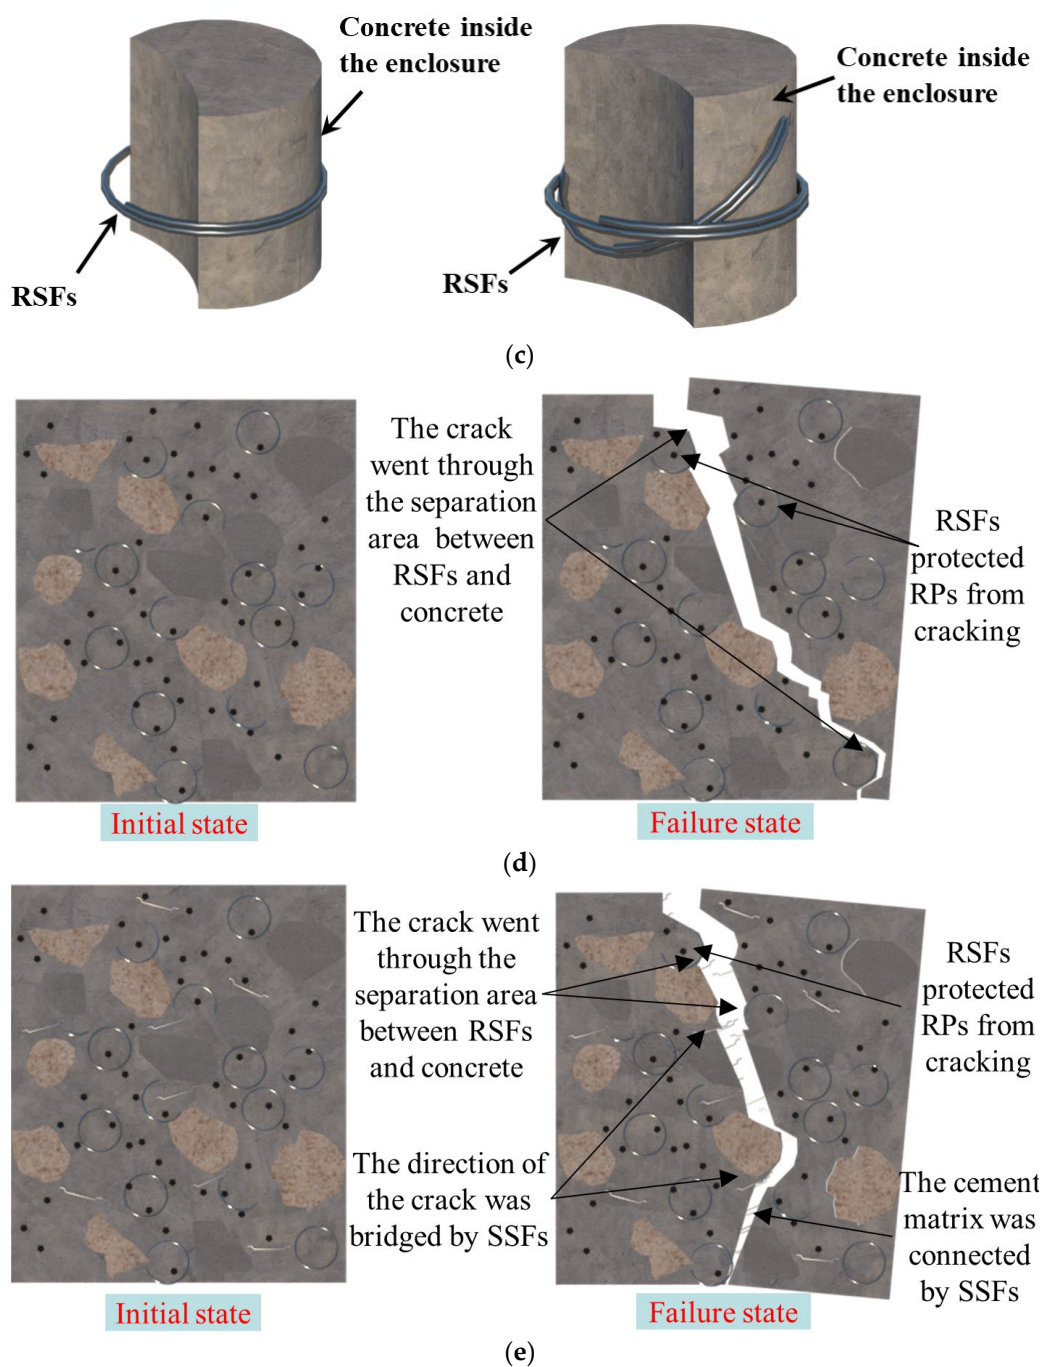 Concrete inside
the enclosure
RSFs
Concrete inside
the enclosure
RSFs
(c)
The crack
went through
the separation
area between
RSFs and
concrete
RSFs
protected
RPs from
cracking
Initial state
Failure state
(d)
The crack went
through the
separation area
between RSFs
and concrete
The direction of
the crack was
bridged by SSFs
RSFs
protected
RPs from
cracking
The cement
matrix was
connected
by SSFs
Initial state
Failure state
(e)